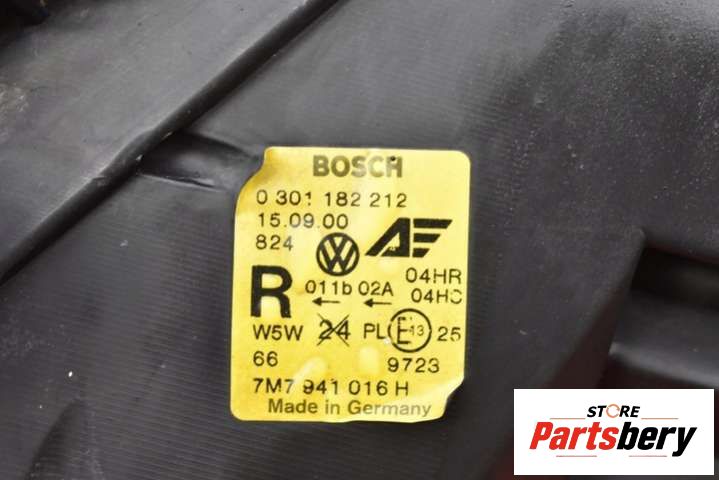 BOSCH
0 301 182 212
15.09.00
824
VW
R
011b 02A
04HR
04HC
W5W 24 PL E 13 25
66 9723
7M7 941 016 H
Made in Germany
STORE
Partsbery